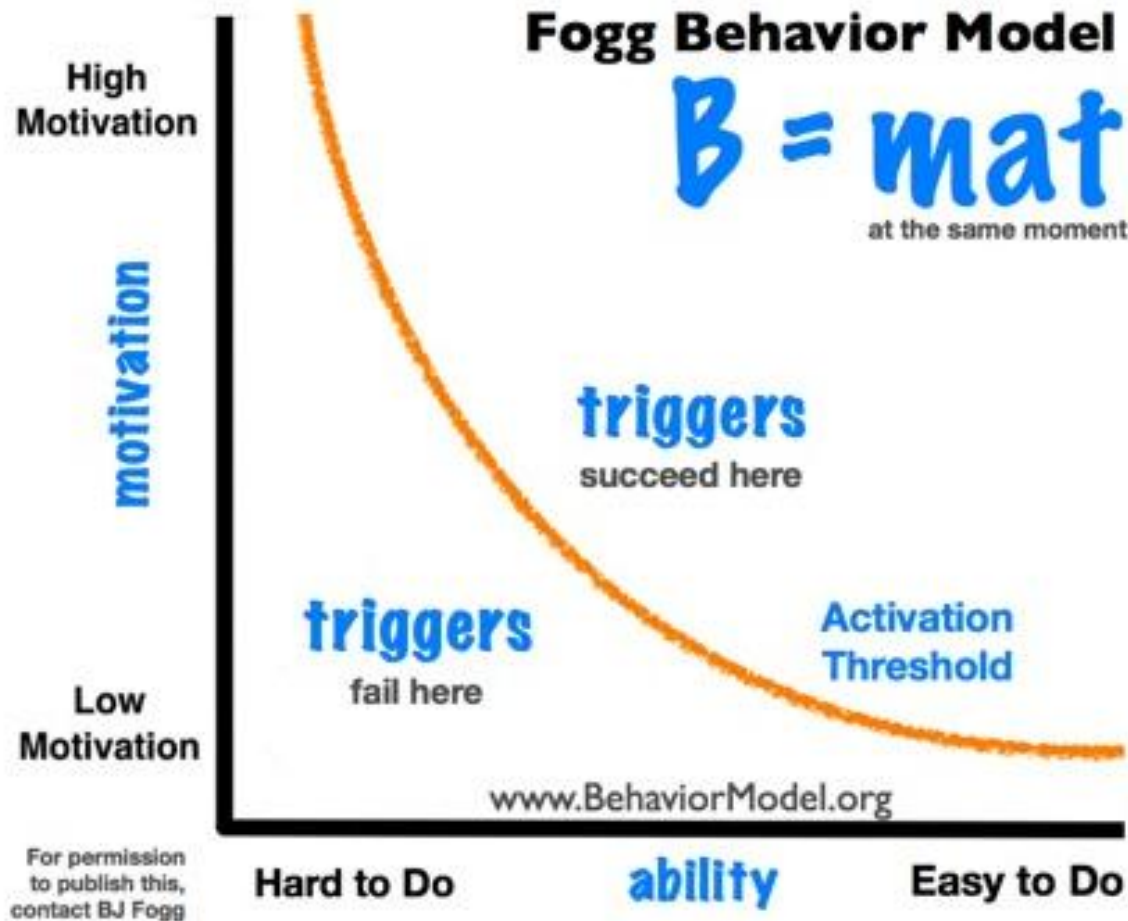 Fogg Behavior Model
B = mat
at the same moment
High
Motivation
motivation
triggers
succeed here
triggers
fail here
Activation
Threshold
Low
Motivation
www.BehaviorModel.org
For permission
to publish this,
contact BJ Fogg
Hard to Do
ability
Easy to Do